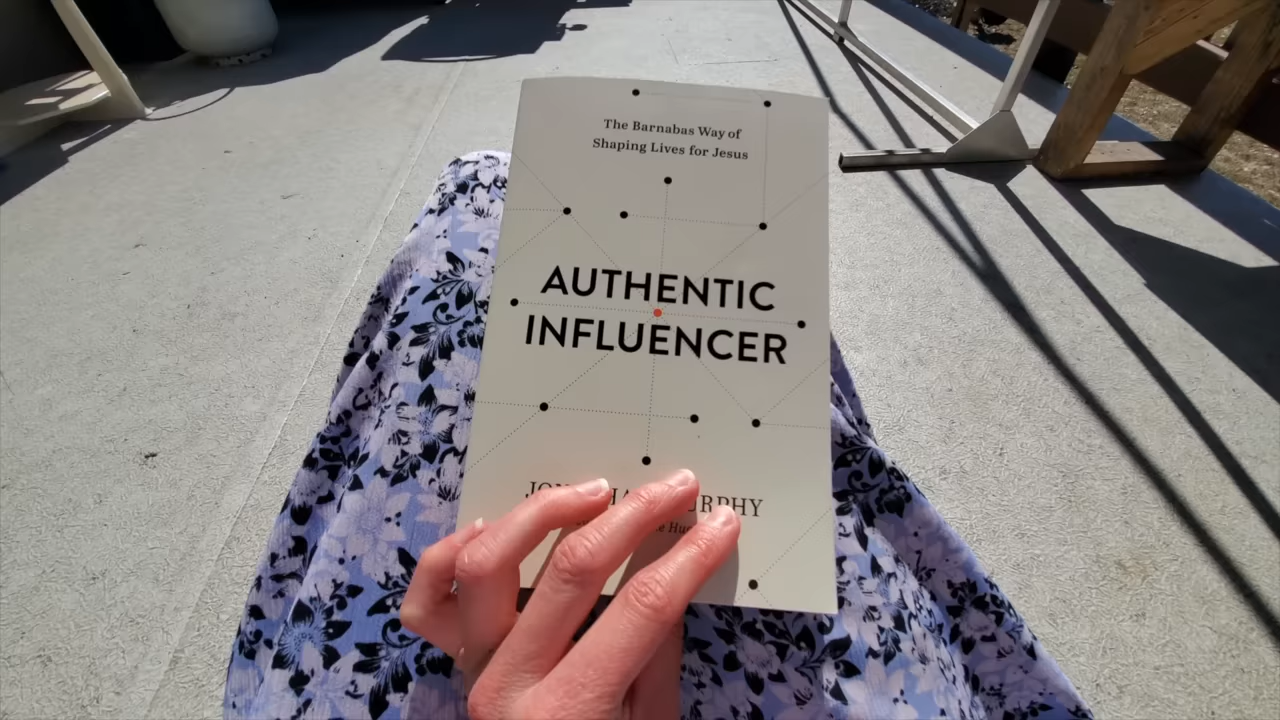 The Barnabas Way of
Shaping Lives for Jesus
AUTHENTIC
INFLUENCER